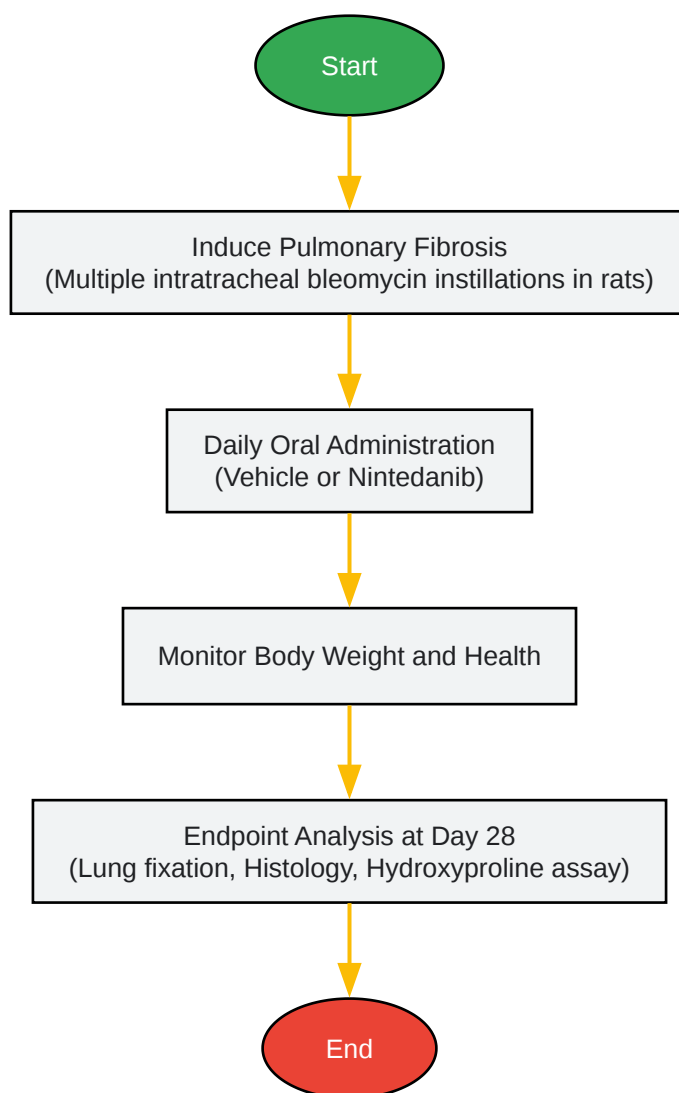 Start
Induce Pulmonary Fibrosis
(Multiple intratracheal bleomycin instillations in rats)
Daily Oral Administration
(Vehicle or Nintedanib)
Monitor Body Weight and Health
Endpoint Analysis at Day 28
(Lung fixation, Histology, Hydroxyproline assay)
End